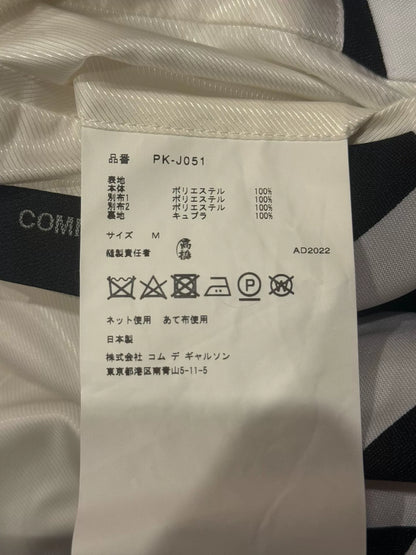 品番 PK-J051
表地
本体 ポリエステル 100%
別布1 ポリエステル 100%
別布2 ポリエステル 100%
裏地 キュプラ 100%
サイズ M
縫製責任者 高橋 AD2022
P W
ネット使用 あて布使用
日本製
株式会社 コム デ ギャルソン
東京都港区南青山5-11-5
COM